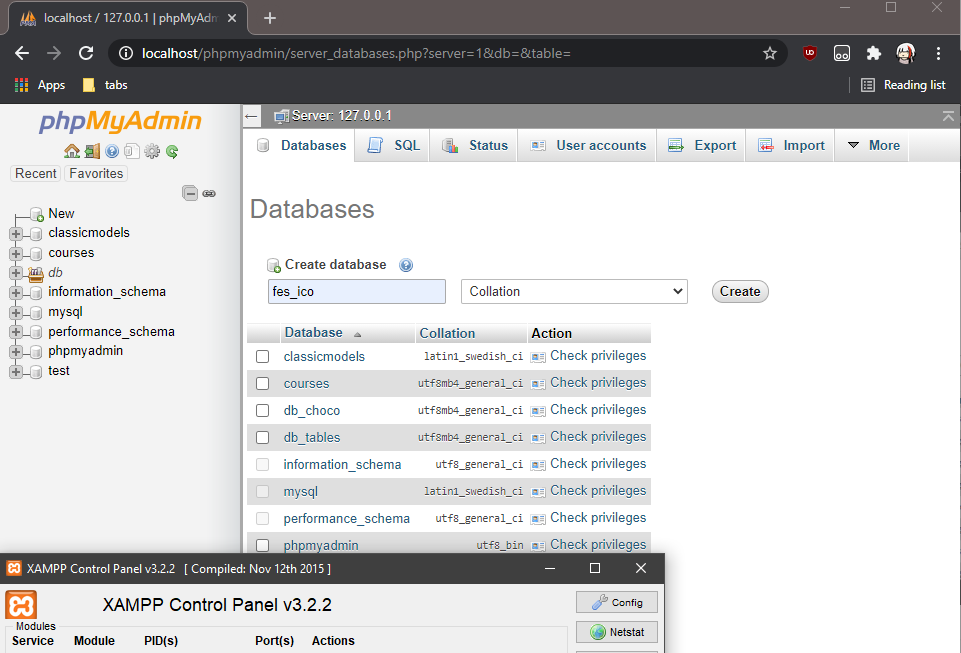 localhost / 127.0.0.1 | phpMyAdm
localhost/phpmyadmin/server_databases.php?server=1&db=&table=
Apps tabs Reading list
phpMyAdmin
Recent Favorites
New
classicmodels
courses
db
information_schema
mysql
performance_schema
phpmyadmin
test
Server: 127.0.0.1
Databases SQL Status User accounts Export Import More
Databases
Create database
fes_ico Collation Create
Database Collation Action
classicmodels latin1_swedish_ci Check privileges
courses utf8mb4_general_ci Check privileges
db_choco utf8mb4_general_ci Check privileges
db_tables utf8mb4_general_ci Check privileges
information_schema utf8_general_ci Check privileges
mysql latin1_swedish_ci Check privileges
performance_schema utf8_general_ci Check privileges
phpmyadmin utf8_bin Check privileges
XAMPP Control Panel v3.2.2 [ Compiled: Nov 12th 2015 ]
XAMPP Control Panel v3.2.2
Config
Modules
Netstat
Service Module PID(s) Port(s) Actions